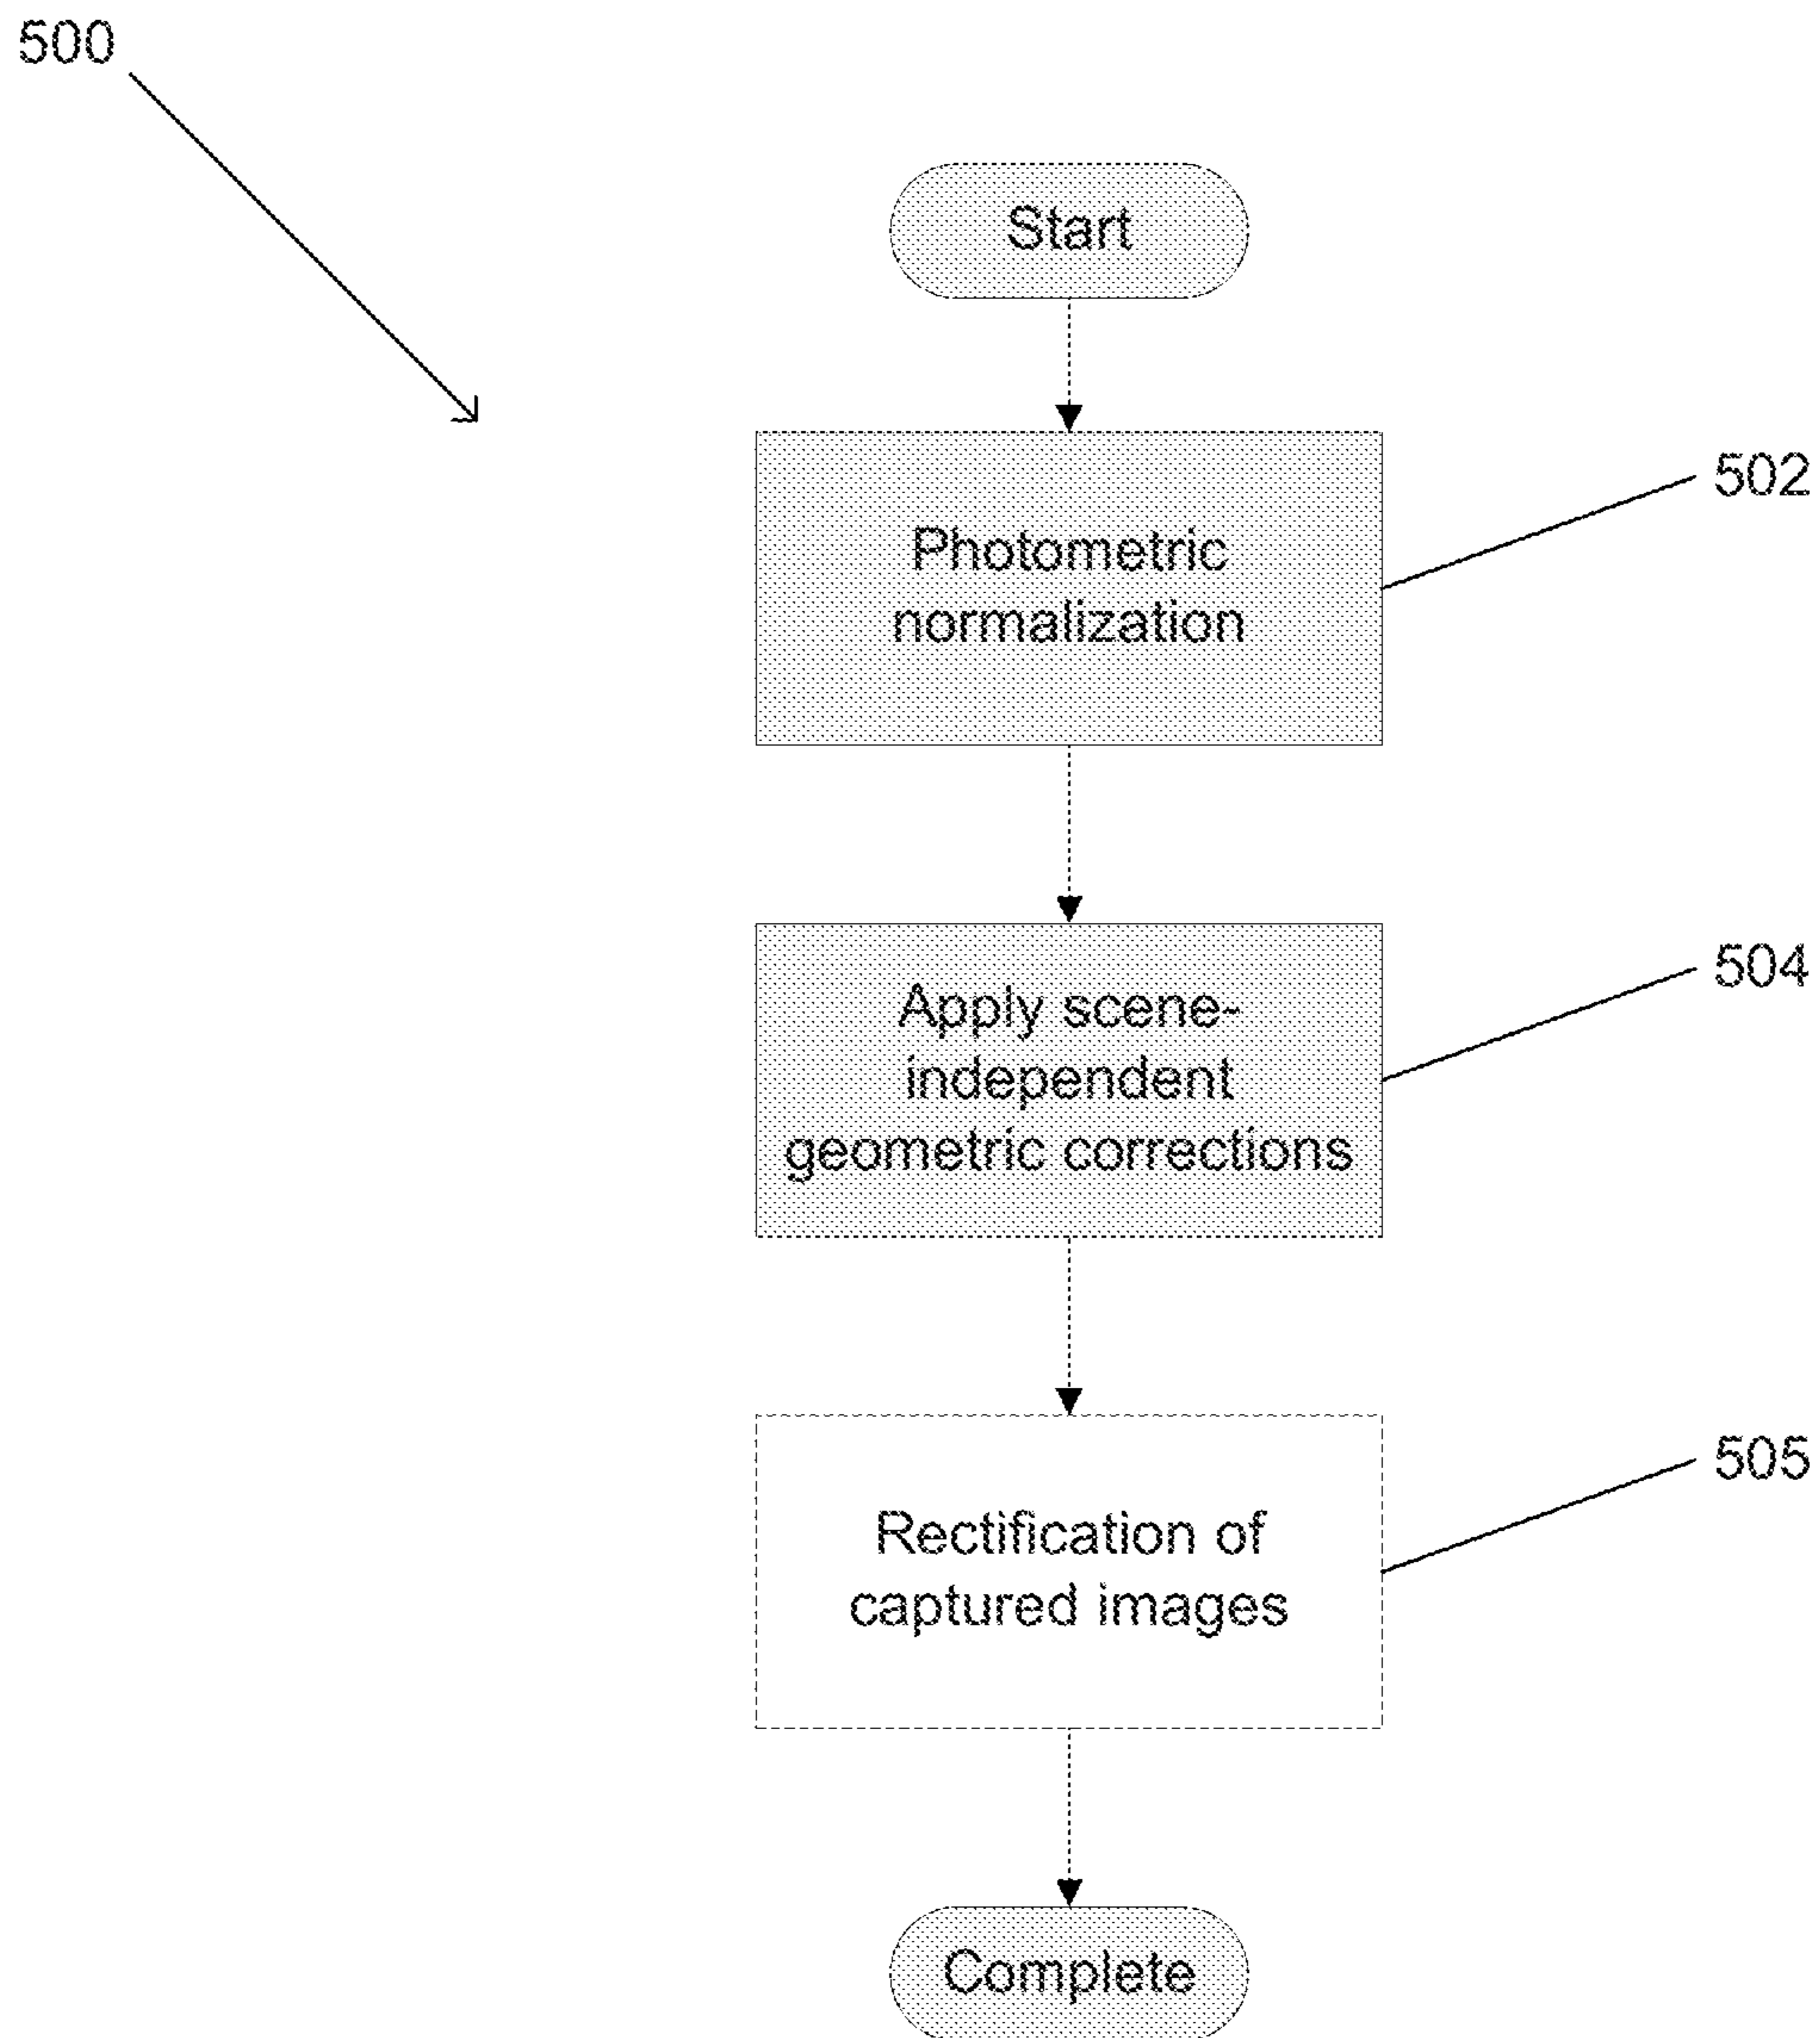 500
Start
502
Photometric
normalization
504
Apply scene-
independent
geometric corrections
505
Rectification of
captured images
Complete